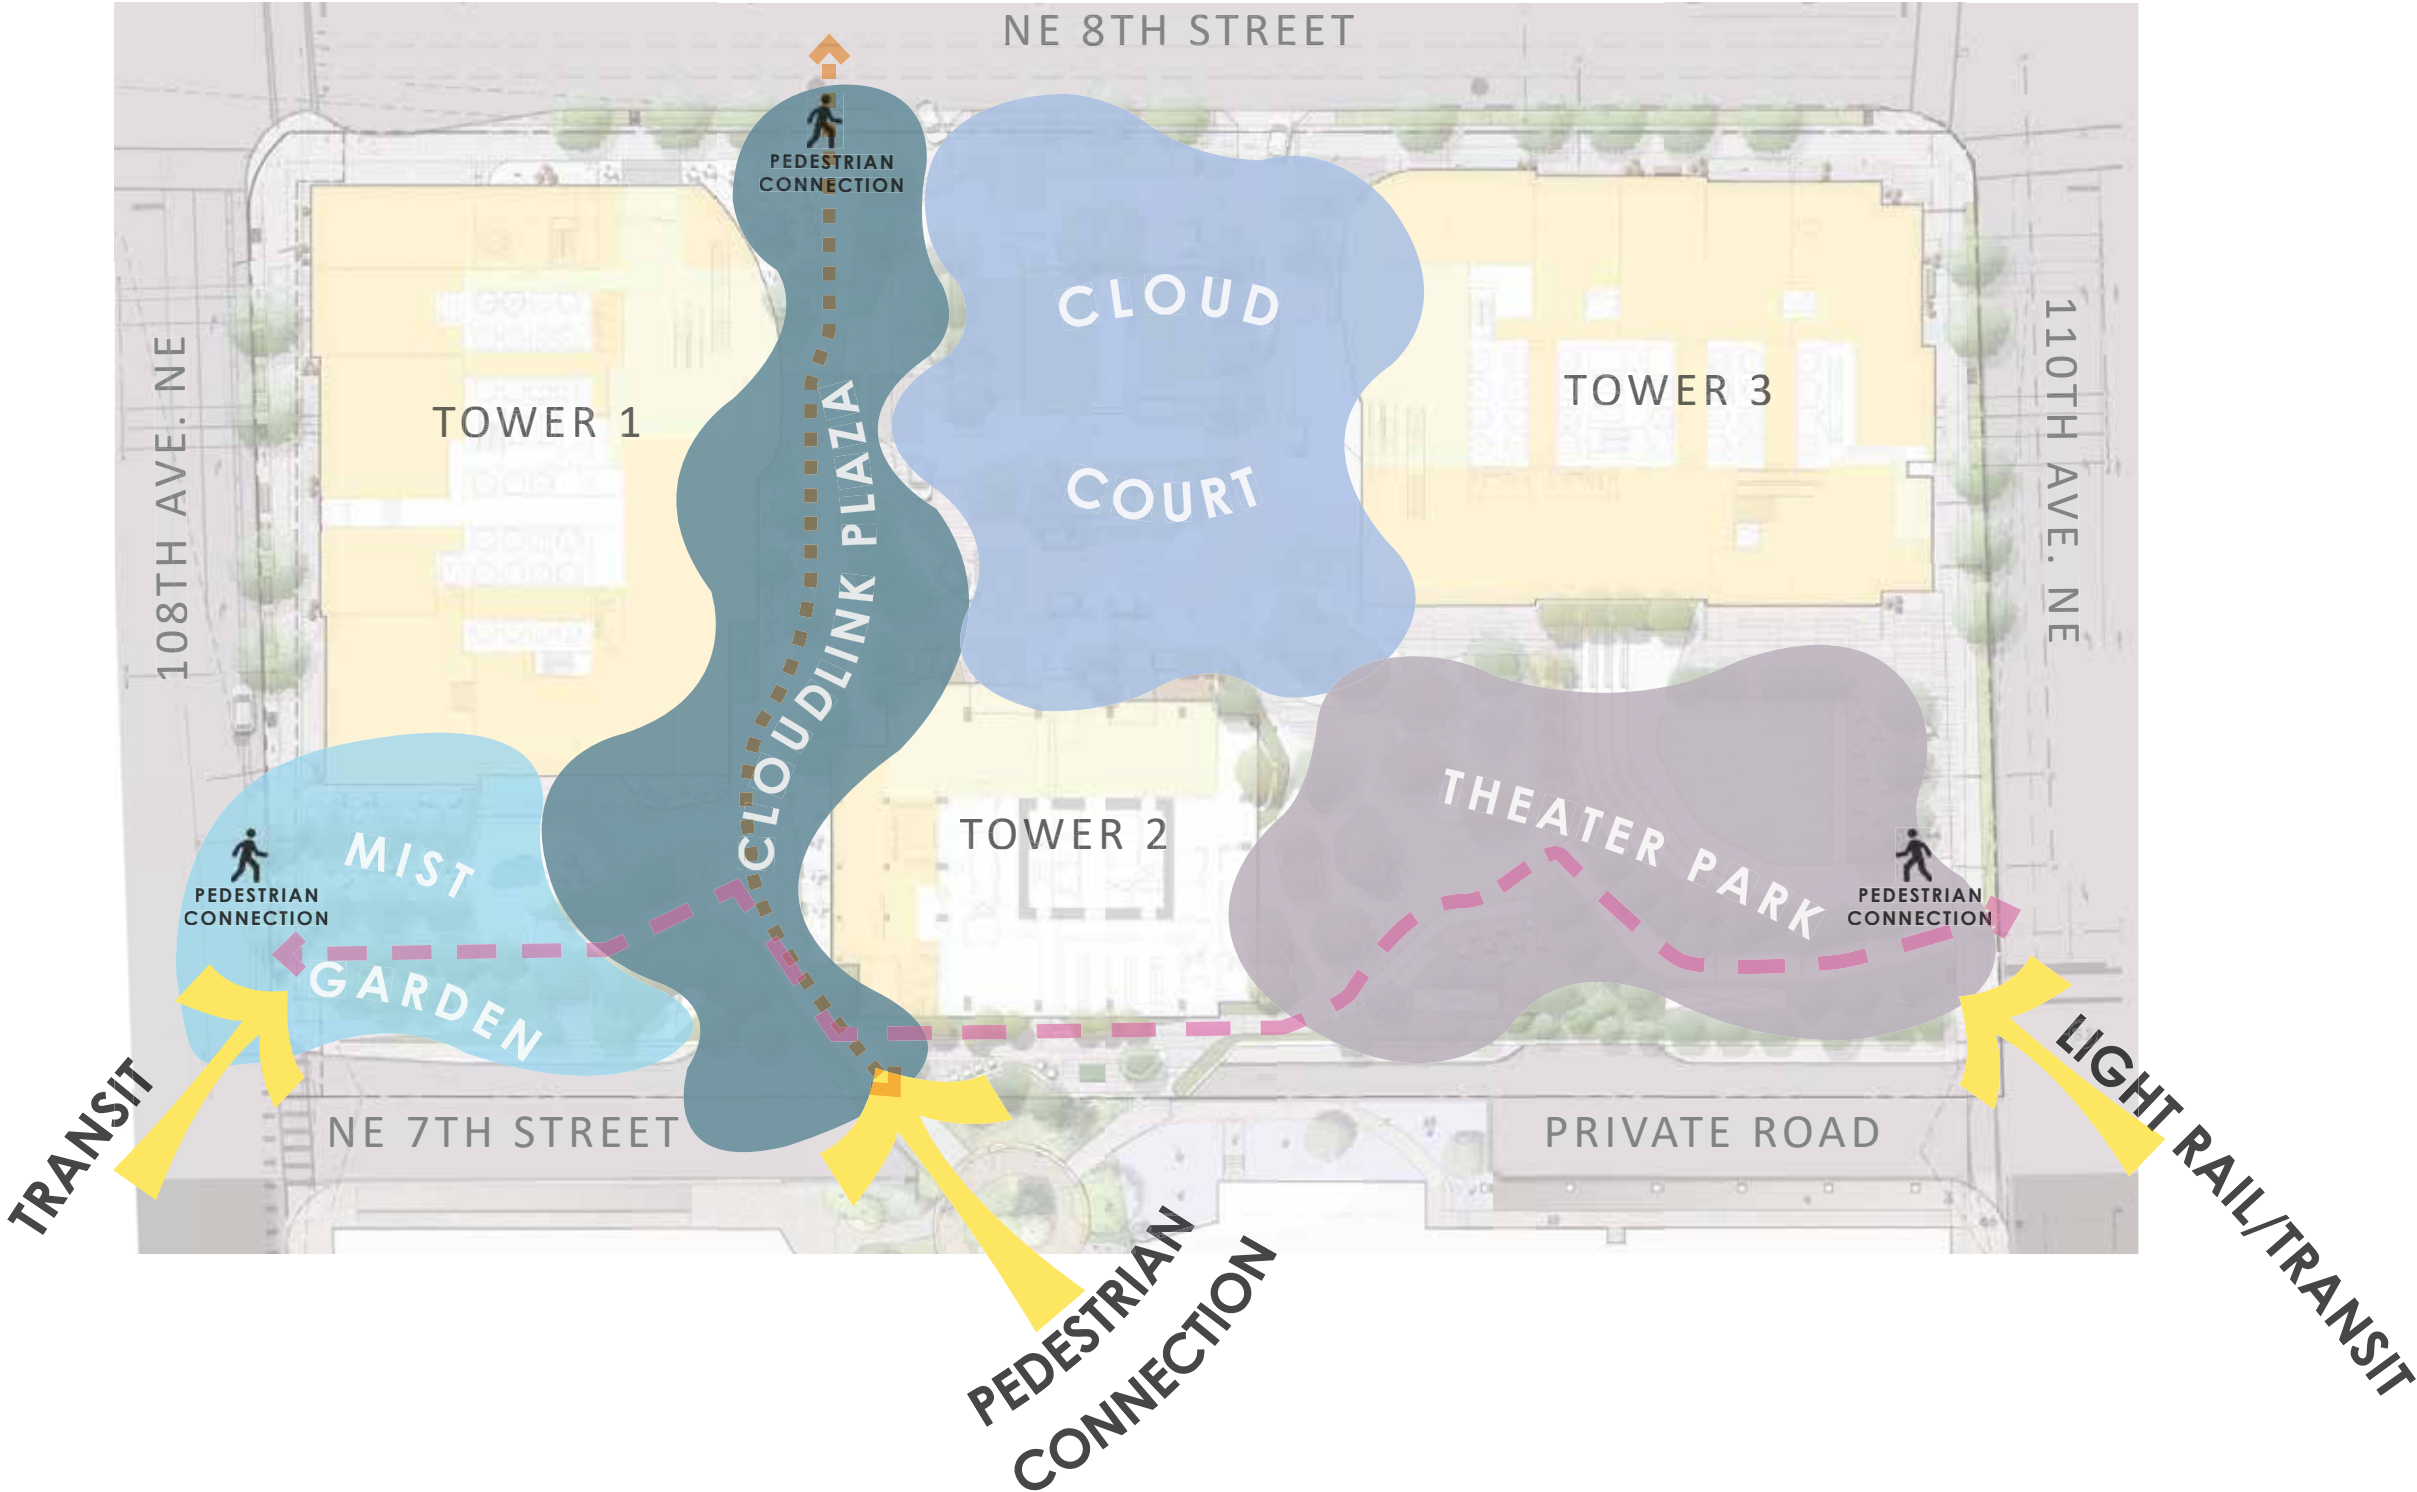 NE 8TH STREET
PEDESTRIAN
CONNECTION
CLOUD
COURT
TOWER 1
TOWER 3
108TH AVE. NE
110TH AVE. NE
CLOUDLINK PLAZA
TOWER 2
THEATER PARK
MIST
GARDEN
PEDESTRIAN
CONNECTION
PEDESTRIAN
CONNECTION
NE 7TH STREET
PRIVATE ROAD
TRANSIT
PEDESTRIAN
CONNECTION
LIGHT RAIL/TRANSIT